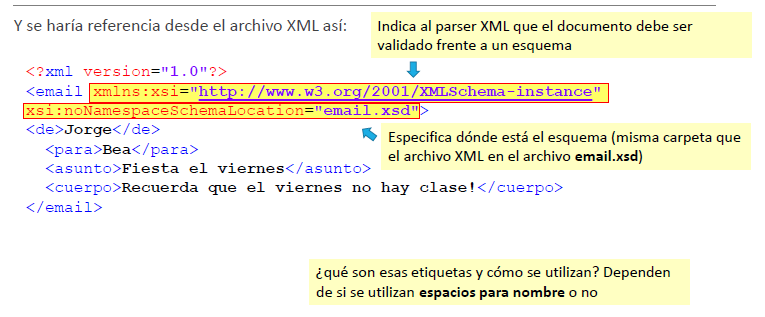 Y se haría referencia desde el archivo XML así:
Indica al parser XML que el documento debe ser
validado frente a un esquema
<?xml version="1.0"?>
<email xmlns:xsi="http://www.w3.org/2001/XMLSchema-instance"
xsi:noNamespaceSchemaLocation="email.xsd">
<de>Jorge</de>
<para>Bea</para>
<asunto>Fiesta el viernes</asunto>
<cuerpo>Recuerda que el viernes no hay clase!</cuerpo>
</email>
Especifica dónde está el esquema (misma carpeta que
el archivo XML en el archivo email.xsd)
¿qué son esas etiquetas y cómo se utilizan? Dependen
de si se utilizan espacios para nombre o no